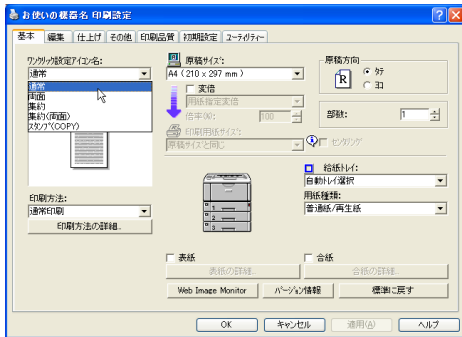 お使いの機器名 印刷設定
基本 編集 仕上げ その他 印刷品質 初期設定 ユーティリティー
ワンクリック設定アイコン名:
通常
通常
両面
集約
集約(両面)
スタンプ(COPY)
印刷方法:
通常印刷
印刷方法の詳細...
原稿サイズ:
A4 (210 x 297 mm)
変倍
用紙指定変倍
倍率(%): 100
印刷用紙サイズ:
原稿サイズと同じ
原稿方向
タテ
ヨコ
部数: 1
センタリング
給紙トレイ:
自動トレイ選択
用紙種類:
普通紙/再生紙
1
2
3
表紙
表紙の詳細...
合紙
合紙の詳細...
Web Image Monitor バージョン情報 標準に戻す
OK キャンセル 適用(A) ヘルプ